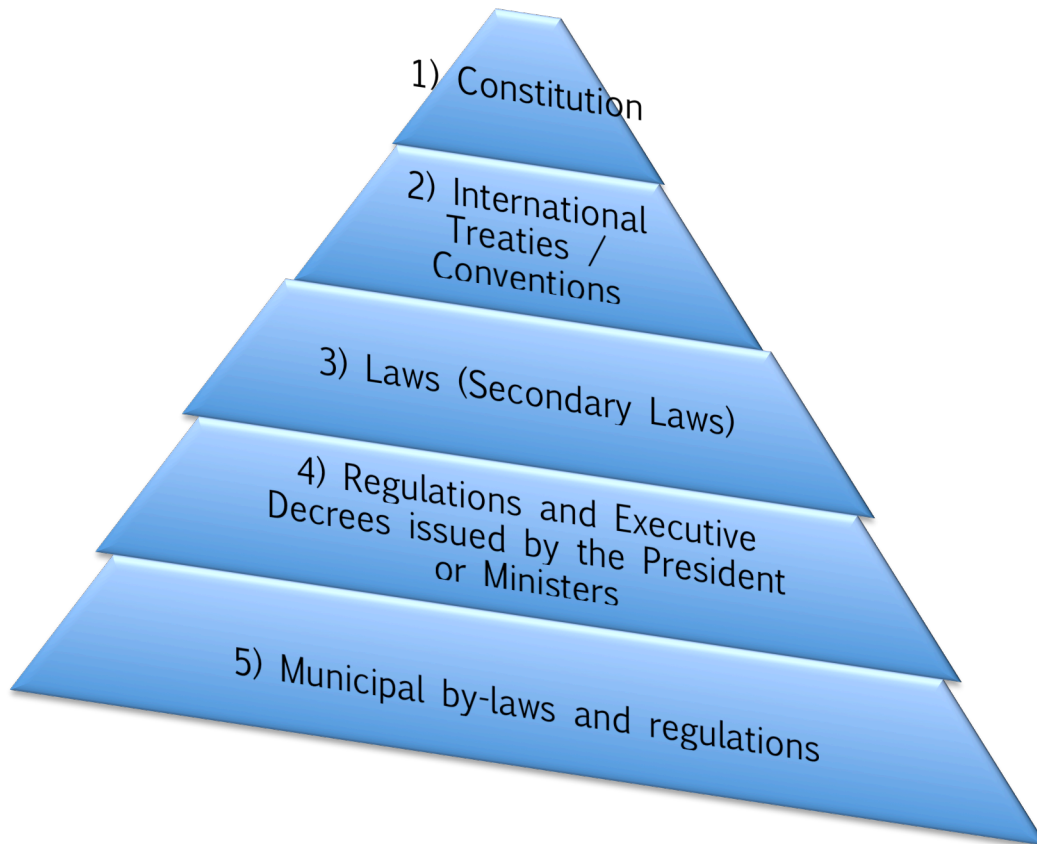 1) Constitution
2) International
Treaties /
Conventions
3) Laws (Secondary Laws)
4) Regulations and Executive
Decrees issued by the President
or Ministers
5) Municipal by-laws and regulations